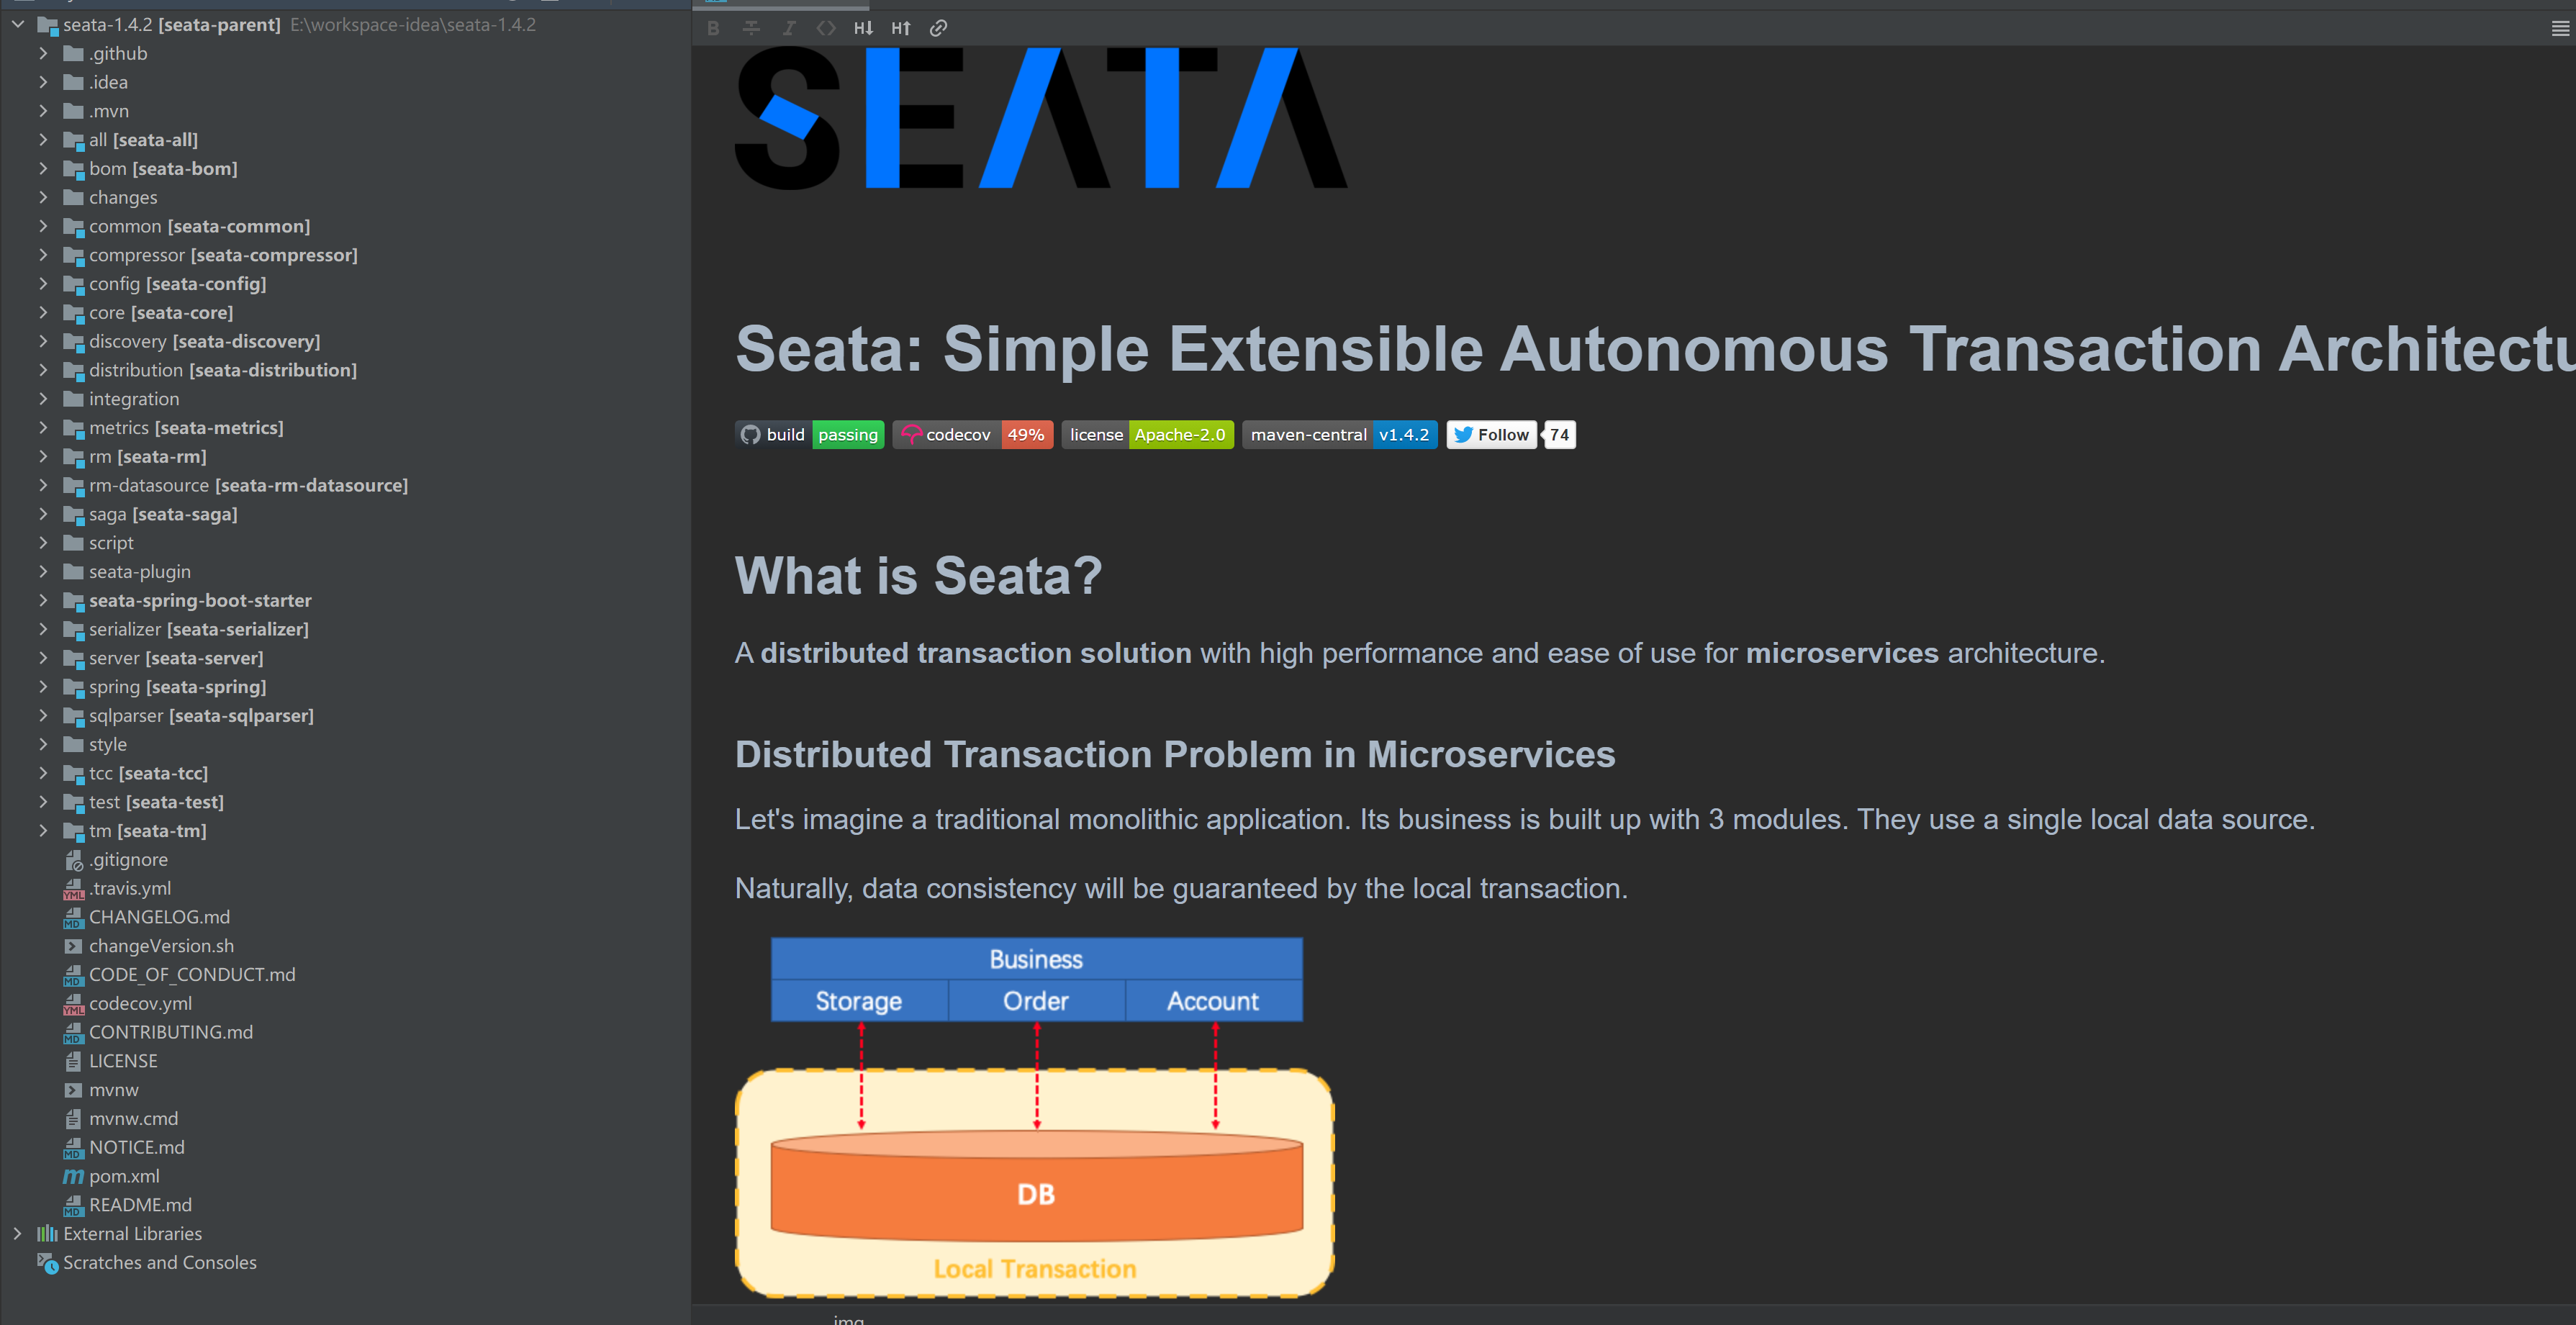 seata-1.4.2 [seata-parent] E:\workspace-idea\seata-1.4.2
.github
.idea
.mvn
all [seata-all]
bom [seata-bom]
changes
common [seata-common]
compressor [seata-compressor]
config [seata-config]
core [seata-core]
discovery [seata-discovery]
distribution [seata-distribution]
integration
metrics [seata-metrics]
rm [seata-rm]
rm-datasource [seata-rm-datasource]
saga [seata-saga]
script
seata-plugin
seata-spring-boot-starter
serializer [seata-serializer]
server [seata-server]
spring [seata-spring]
sqlparser [seata-sqlparser]
style
tcc [seata-tcc]
test [seata-test]
tm [seata-tm]
.gitignore
.travis.yml
CHANGELOG.md
changeVersion.sh
CODE_OF_CONDUCT.md
codecov.yml
CONTRIBUTING.md
LICENSE
mvnw
mvnw.cmd
NOTICE.md
pom.xml
README.md
External Libraries
Scratches and Consoles
SEATA
Seata: Simple Extensible Autonomous Transaction Architectu
build passing codecov 49% license Apache-2.0 maven-central v1.4.2 Follow 74
What is Seata?
A distributed transaction solution with high performance and ease of use for microservices architecture.
Distributed Transaction Problem in Microservices
Let's imagine a traditional monolithic application. Its business is built up with 3 modules. They use a single local data source.
Naturally, data consistency will be guaranteed by the local transaction.
Business
Storage Order Account
DB
Local Transaction
img